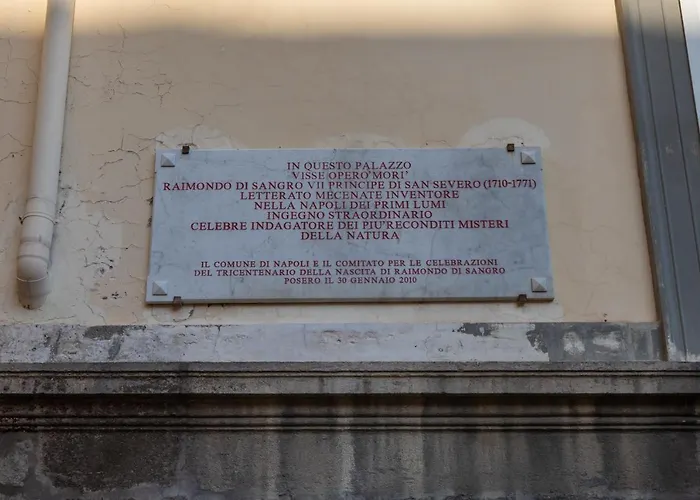 IN QUESTO PALAZZO
VISSE OPERO' MORI'
RAIMONDO DI SANGRO VII PRINCIPE DI SAN SEVERO (1710-1771)
LETTERATO MECENATE INVENTORE
NELLA NAPOLI DEI PRIMI LUMI
INGEGNO STRAORDINARIO
CELEBRE INDAGATORE DEI PIU' RECONDITI MISTERI
DELLA NATURA
IL COMUNE DI NAPOLI E IL COMITATO PER LE CELEBRAZIONI
DEL TRICENTENARIO DELLA NASCITA DI RAIMONDO DI SANGRO
POSERO IL 30 GENNAIO 2010